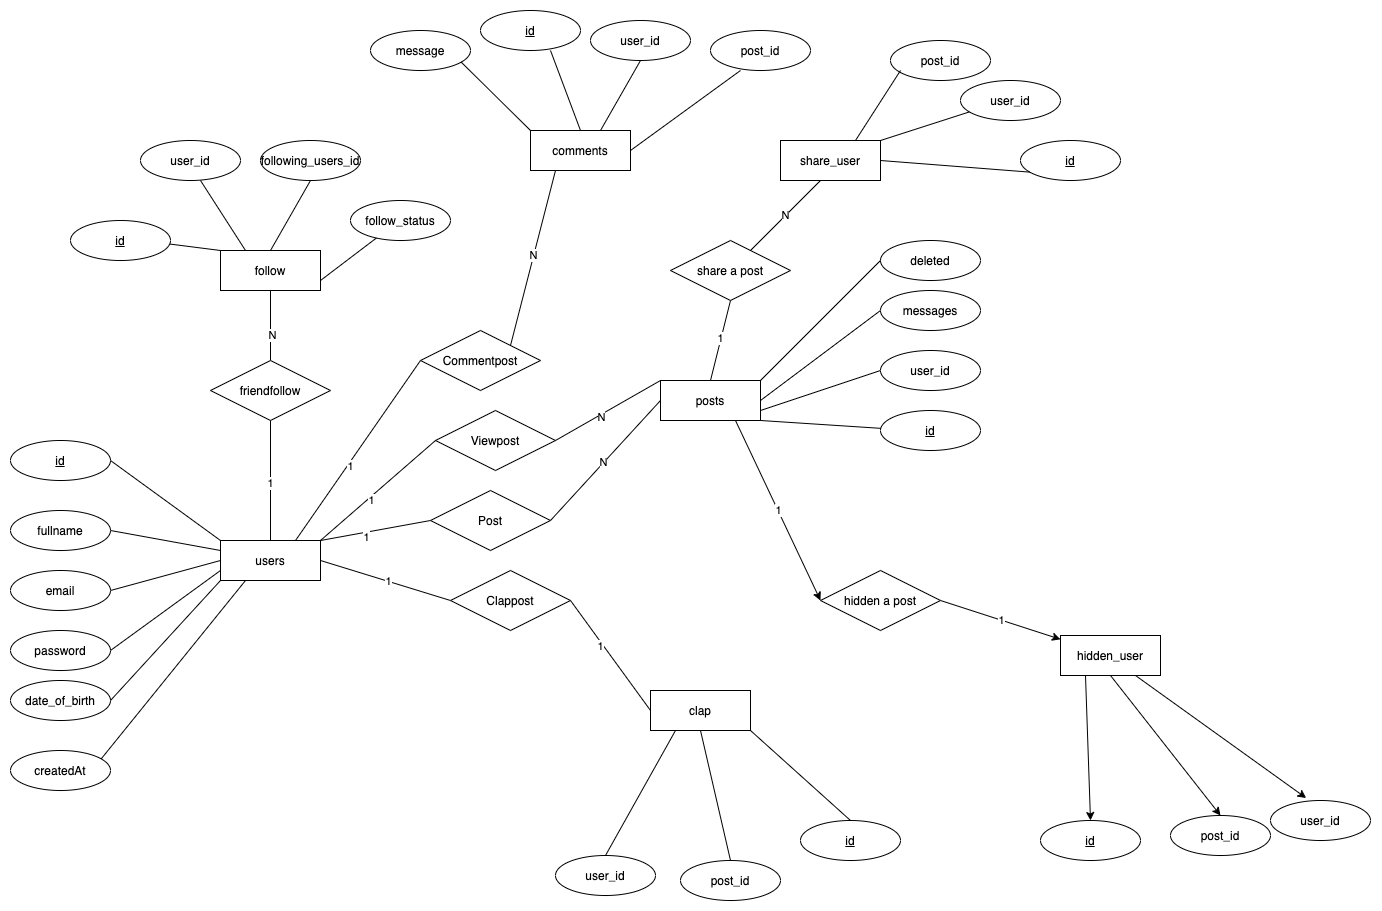 id
user_id
message
post_id
post_id
user_id
comments
user_id
following_users_id
share_user
id
N
follow_status
id
N
deleted
follow
share a post
messages
N
1
Commentpost
user_id
friendfollow
posts
N
id
Viewpost
id
1
N
1
1
1
Post
fullname
1
users
1
email
Clappost
hidden a post
1
1
password
hidden_user
date_of_birth
clap
createdAt
user_id
post_id
id
id
user_id
post_id